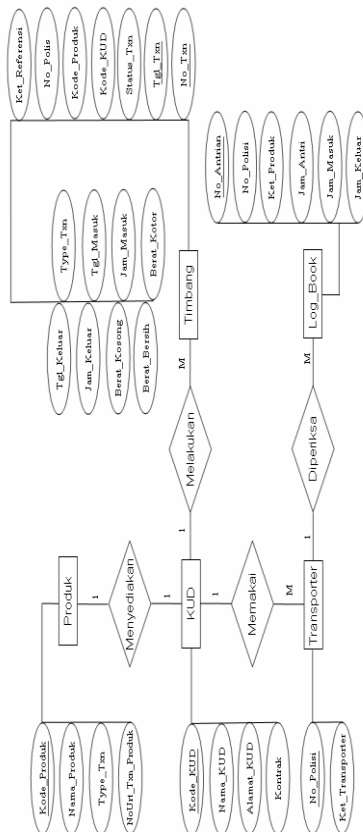 Ket_Referensi
No_Polis
Kode_Produk
Kode_KUD
Status_Txn
Tgl_Txn
No_Txn
Type_Txn
Tgl_Masuk
Jam_Masuk
Berat_Kotor
Tgl_Keluar
Jam_Keluar
Berat_Kosong
Berat_Bersih
No_Antrian
No_Polisi
Ket_Produk
Jam_Antri
Jam_Masuk
Jam_Keluar
Timbang
Log_Book
M
M
Melakukan
Diperiksa
1
1
Produk
1
Menyediakan
1
KUD
1
Memakai
M
Transporter
Kode_Produk
Nama_Produk
Type_Txn
NoUrt_Txn_Produk
Kode_KUD
Nama_KUD
Alamat_KUD
Kontrak
No_Polisi
Ket_Transporter